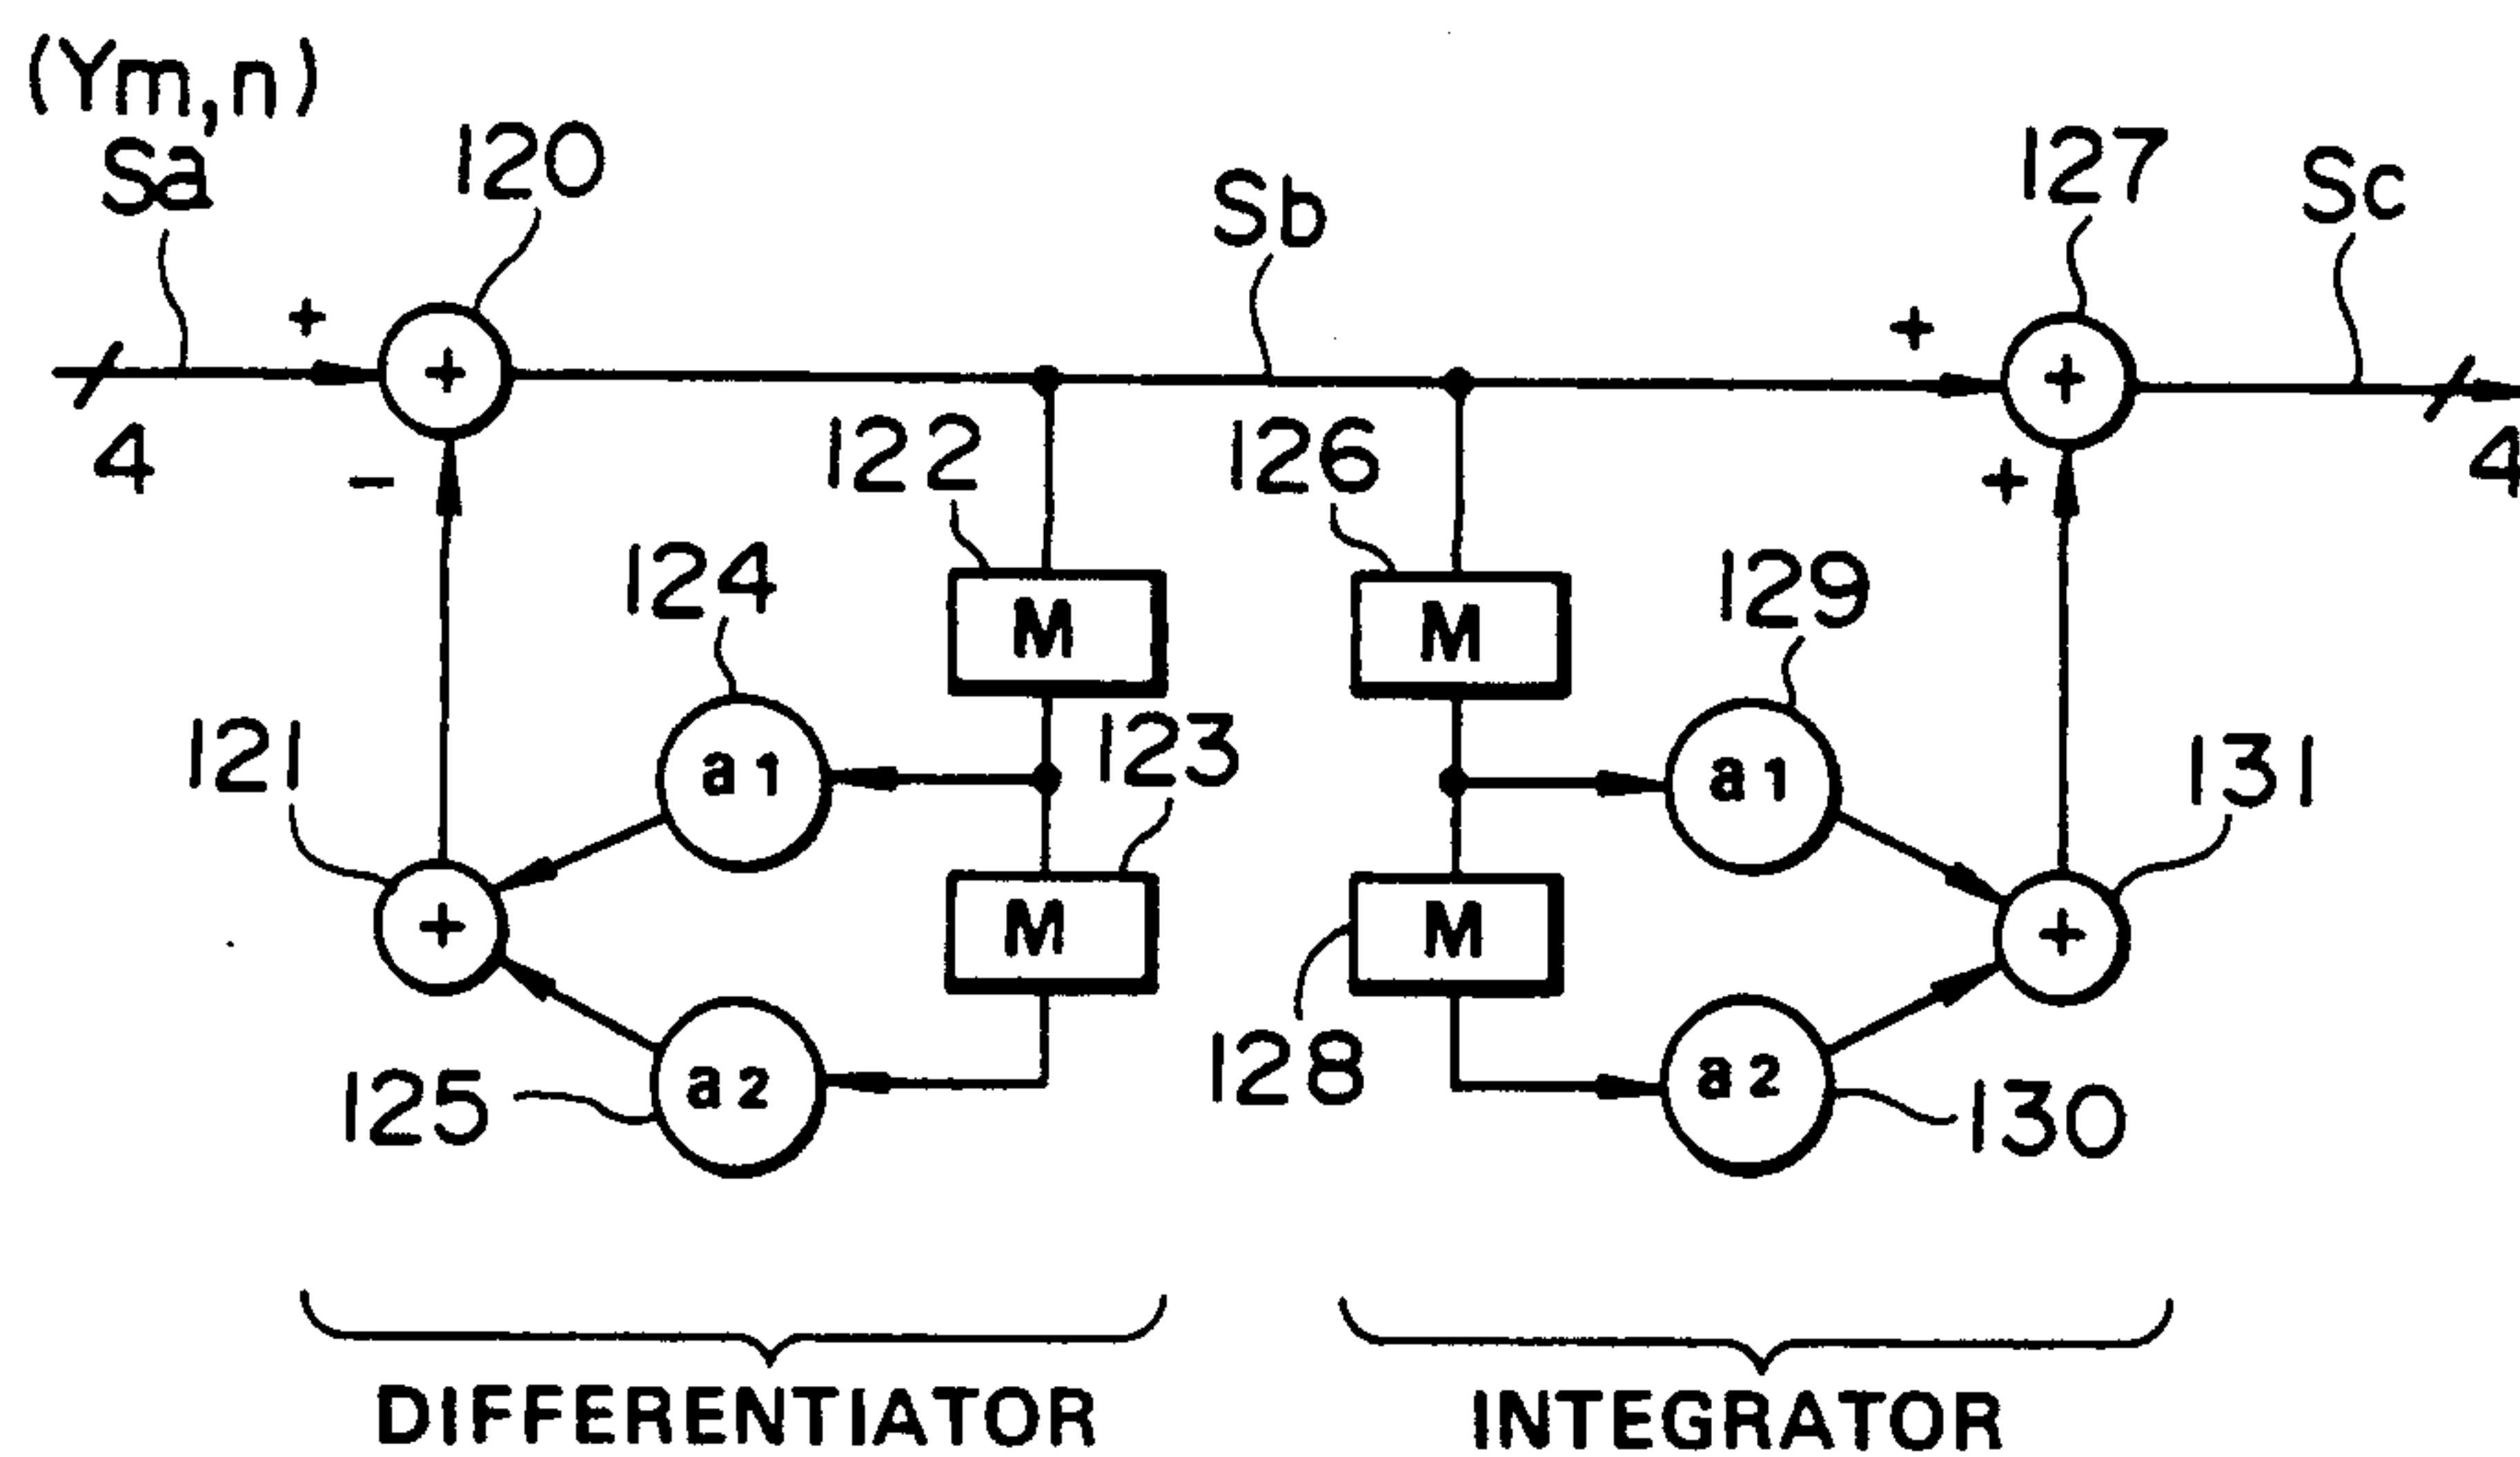 (Ym,n)
Sa
120
Sb
127
Sc
+
+
+
+
4
-
122
126
+
4
124
M
M
129
121
a1
123
a1
131
+
M
M
+
125
a2
128
a2
130
DIFFERENTIATOR
INTEGRATOR